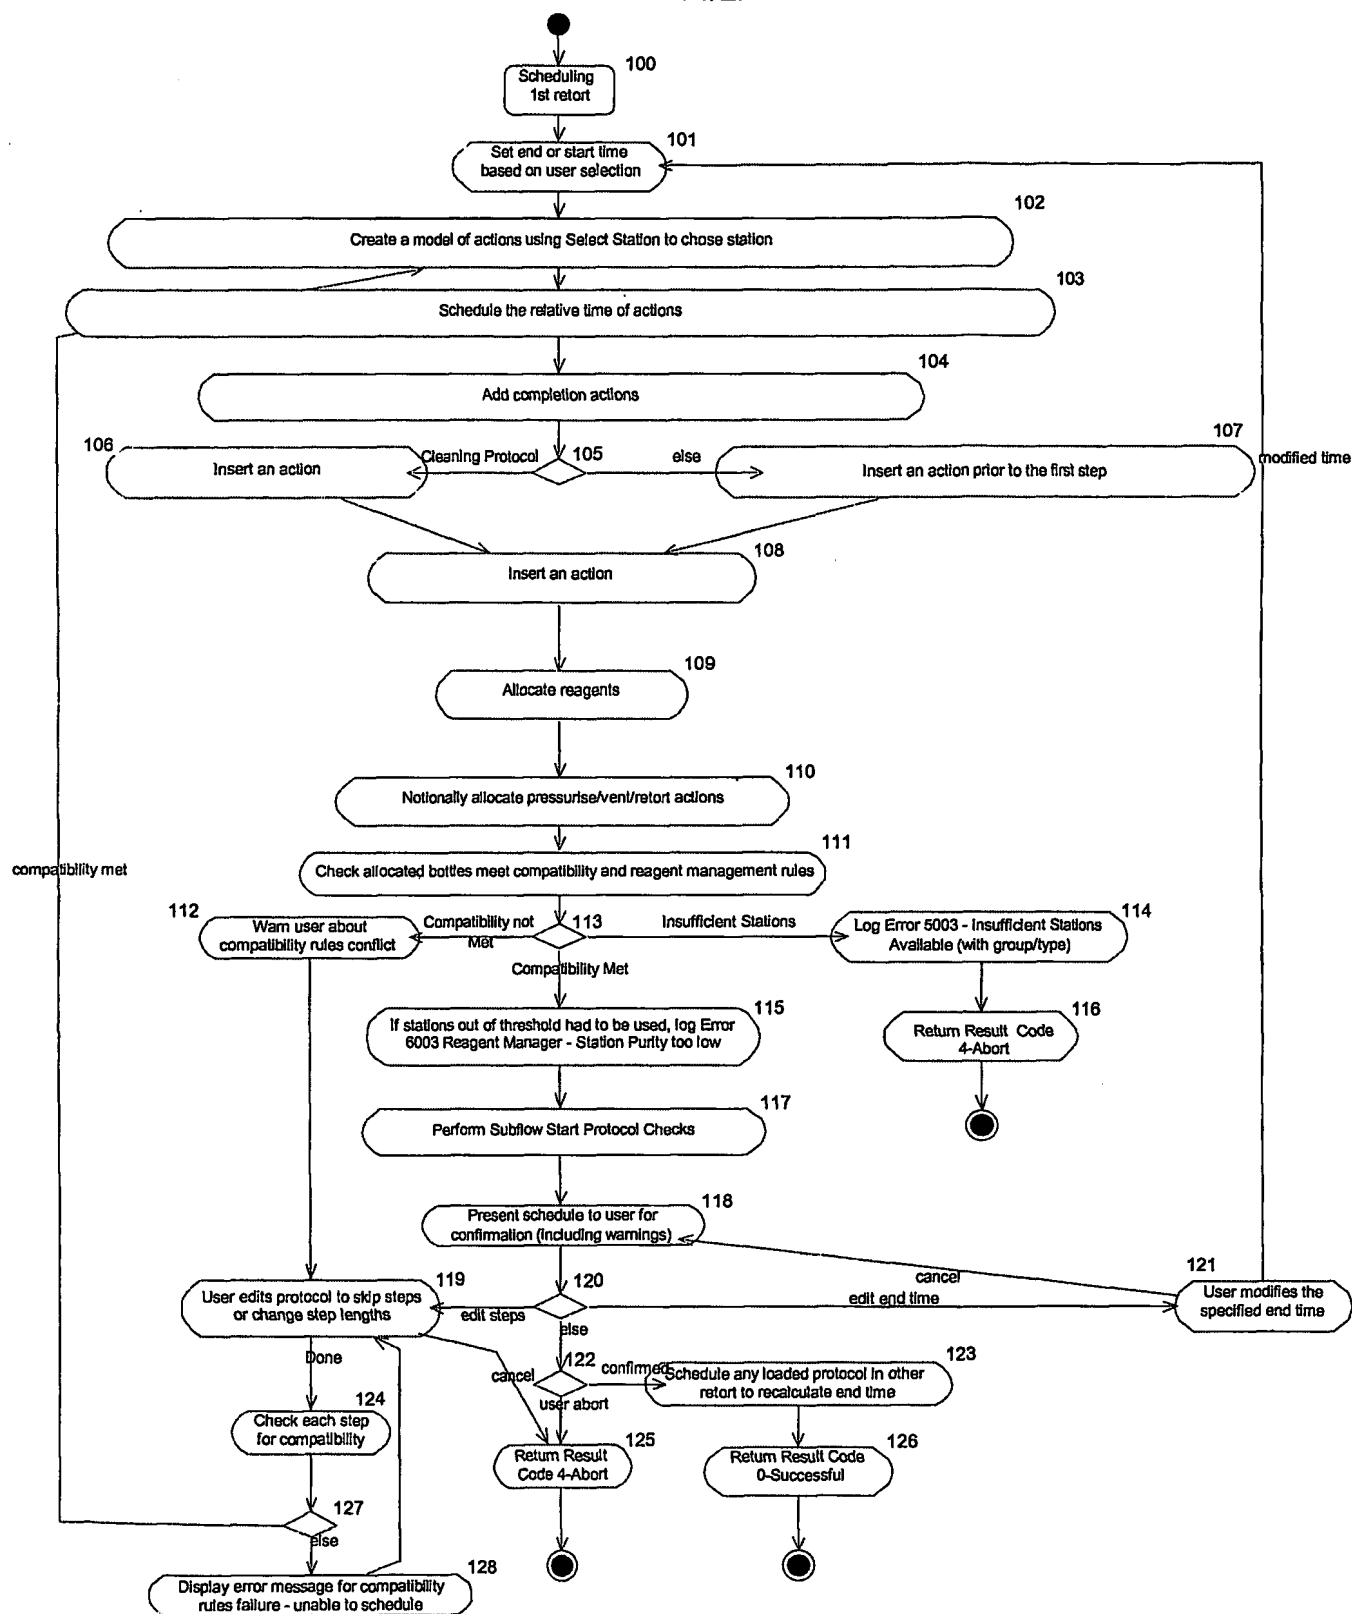 100
Scheduling
1st retort
101
Set end or start time
based on user selection
102
Create a model of actions using Select Station to chose station
103
Schedule the relative time of actions
104
Add completion actions
106
Insert an action
Cleaning Protocol
105
else
107
Insert an action prior to the first step
modified time
108
Insert an action
109
Allocate reagents
110
Notionally allocate pressurise/vent/retort actions
111
Check allocated bottles meet compatibility and reagent management rules
compatibility met
112
Warn user about
compatibility rules conflict
Compatibility not
Met
113
Insufficient Stations
114
Log Error 5003 - Insufficient Stations
Available (with group/type)
Compatibility Met
115
If stations out of threshold had to be used, log Error
6003 Reagent Manager - Station Purity too low
116
Return Result Code
4-Abort
117
Perform Subflow Start Protocol Checks
118
Present schedule to user for
confirmation (including warnings)
cancel
119
User edits protocol to skip steps
or change step lengths
edit steps
120
edit end time
121
User modifies the
specified end time
else
Done
cancel
122
confirmed
user abort
123
Schedule any loaded protocol in other
retort to recalculate end time
124
Check each step
for compatibility
125
Return Result
Code 4-Abort
126
Return Result Code
0-Successful
127
else
128
Display error message for compatibility
rules failure - unable to schedule